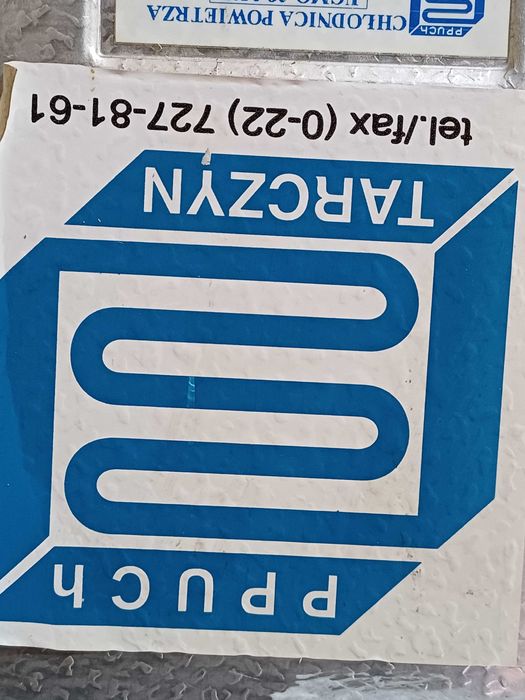 PPUCh
TARCZYN
tel./fax (0-22) 727-81-61
PPUCh
CHŁODNICA POWIETRZA